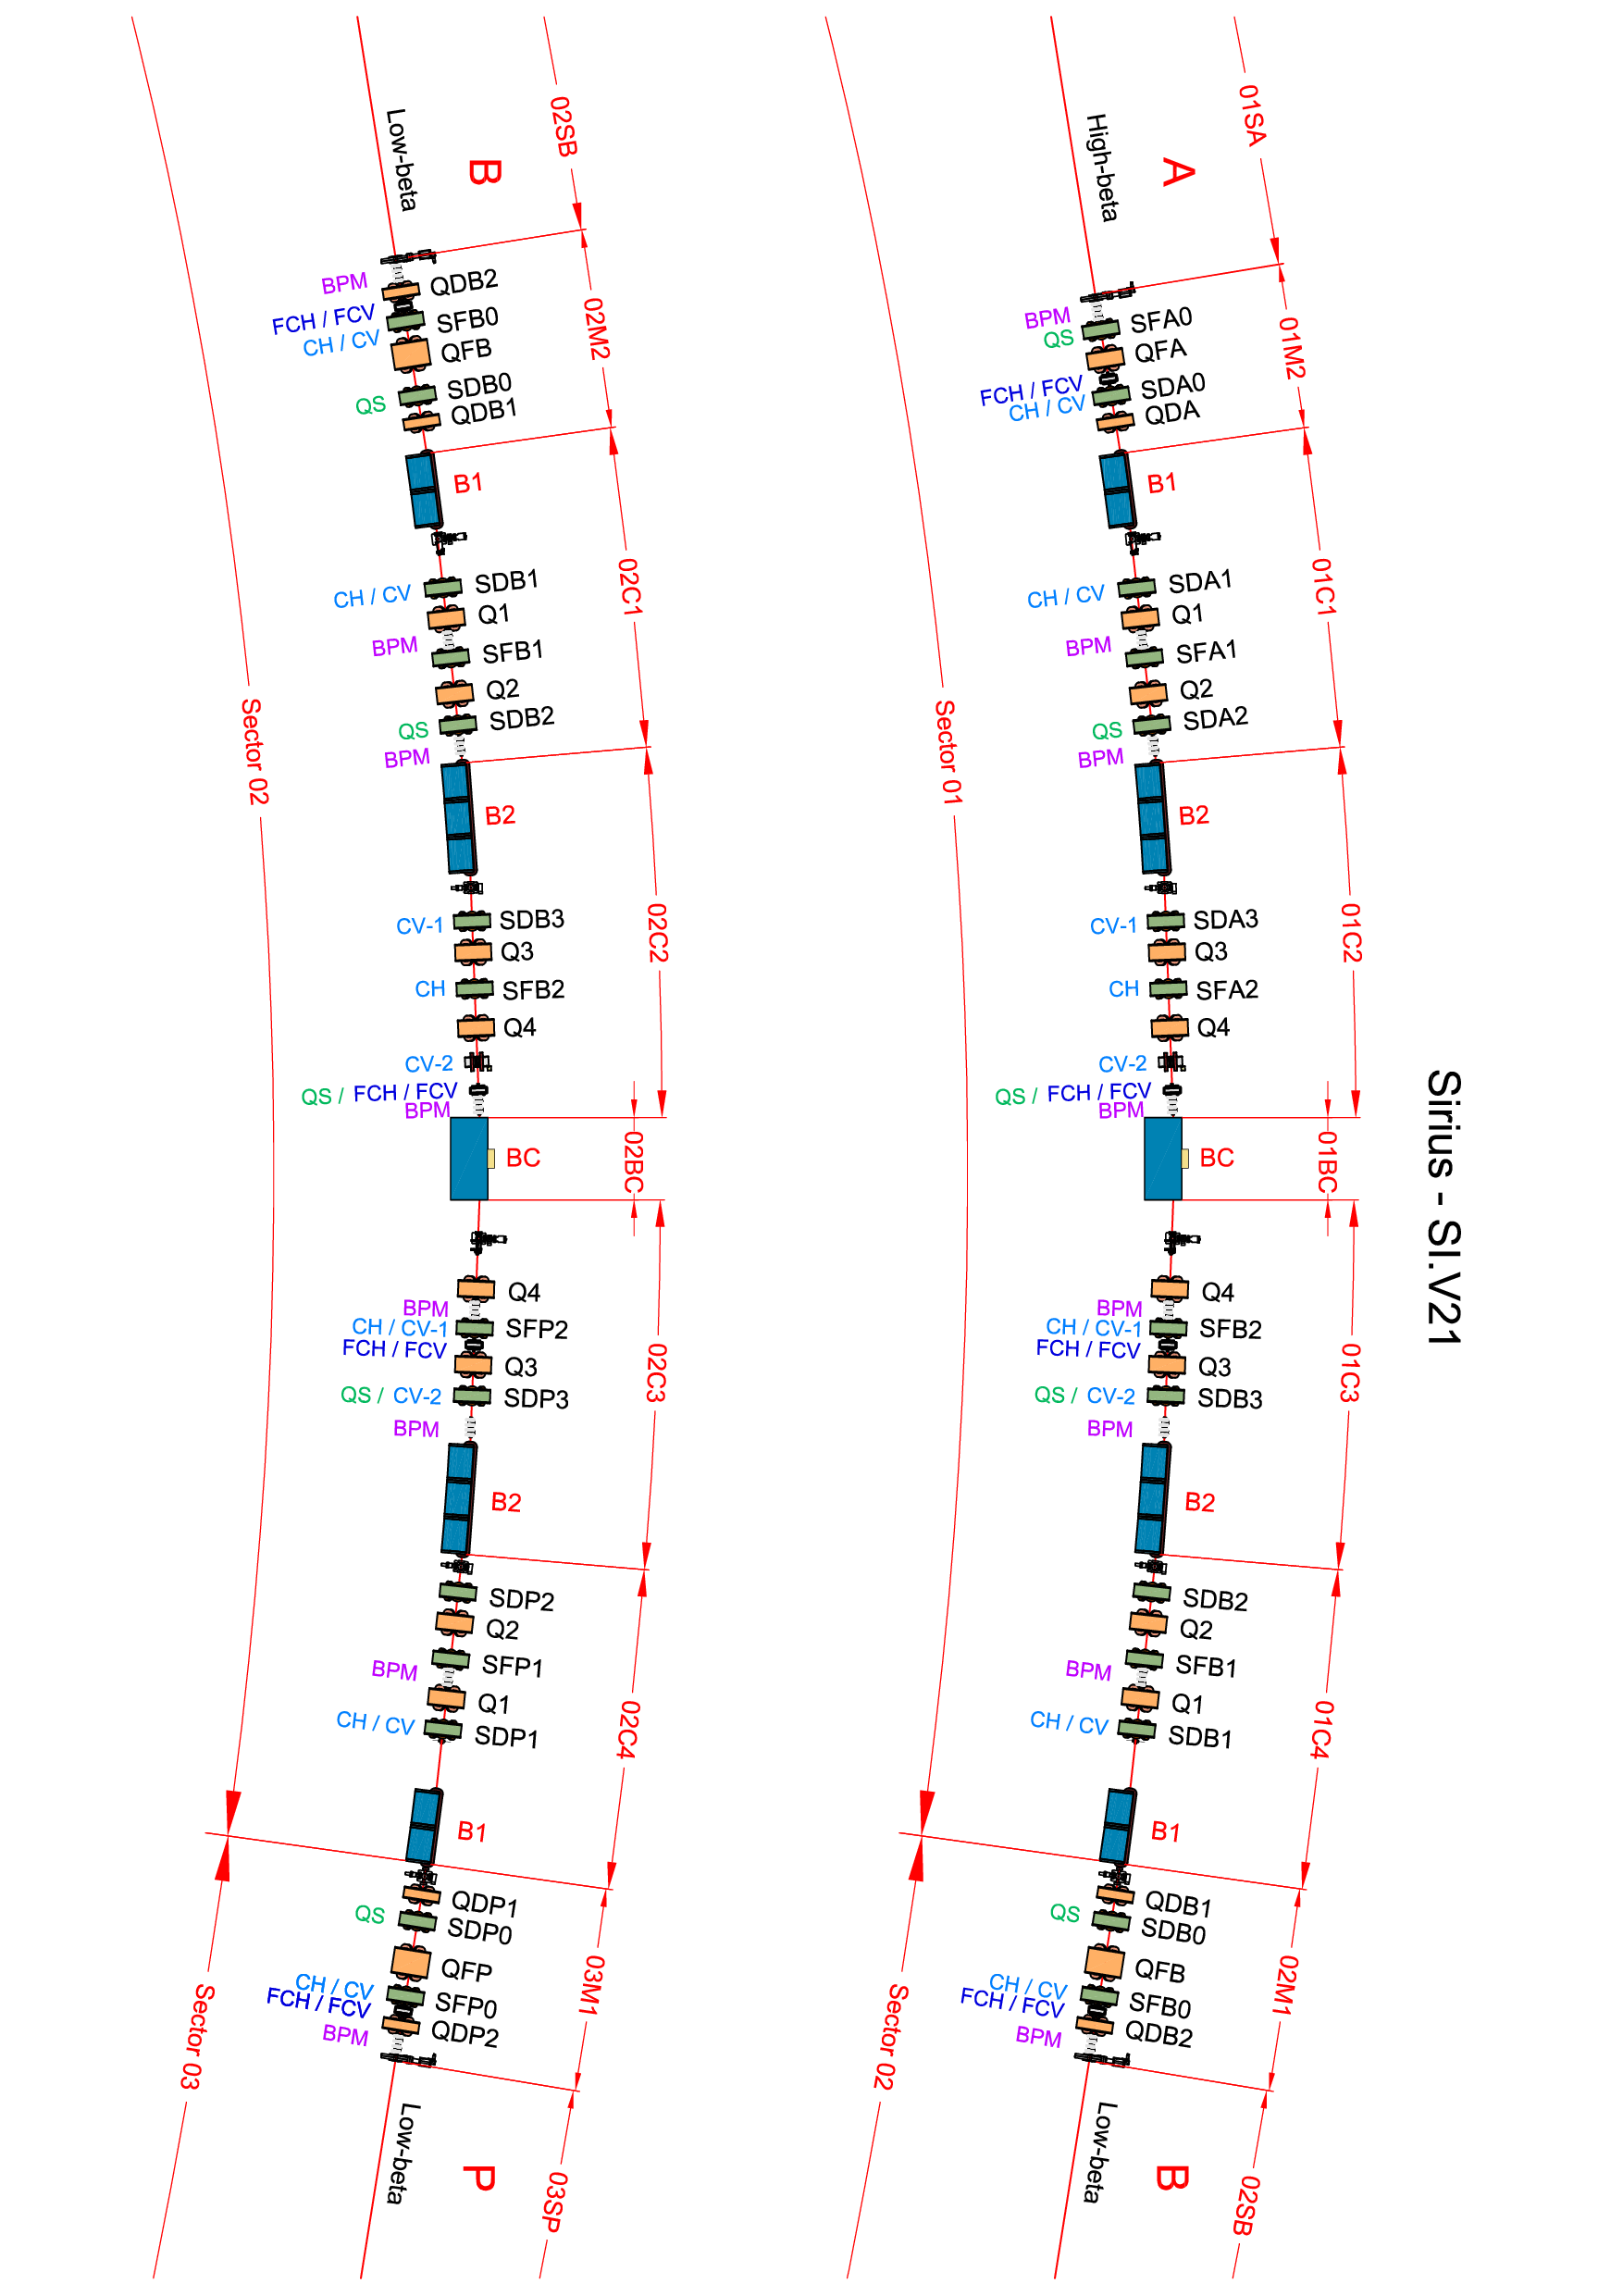 Sirius - SI.V21
01SA
A
High-beta
BPM
SFA0
QS
QFA
01M2
FCH / FCV
SDA0
CH / CV
QDA
B1
01C1
CH / CV
SDA1
Q1
BPM
SFA1
Q2
QS
SDA2
BPM
Sector 01
B2
01C2
CV-1
SDA3
Q3
CH
SFA2
Q4
CV-2
QS / FCH / FCV
BPM
BC
01BC
Q4
BPM
CH / CV-1
SFB2
FCH / FCV
Q3
01C3
QS / CV-2
SDB3
BPM
B2
SDB2
Q2
SFB1
BPM
Q1
01C4
CH / CV
SDB1
B1
QDB1
QS
SDB0
QFB
02M1
CH / CV
FCH / FCV
SFB0
QDB2
BPM
Sector 02
Low-beta
B
02SB
02SB
B
Low-beta
BPM
QDB2
FCH / FCV
SFB0
CH / CV
QFB
02M2
SDB0
QS
QDB1
B1
02C1
CH / CV
SDB1
Q1
BPM
SFB1
Q2
QS
SDB2
BPM
Sector 02
B2
02C2
CV-1
SDB3
Q3
CH
SFB2
Q4
CV-2
QS / FCH / FCV
BPM
BC
02BC
Q4
BPM
CH / CV-1
SFP2
FCH / FCV
Q3
02C3
QS / CV-2
SDP3
BPM
B2
SDP2
Q2
SFP1
BPM
Q1
02C4
CH / CV
SDP1
B1
QDP1
QS
SDP0
QFP
03M1
CH / CV
FCH / FCV
SFP0
QDP2
BPM
Sector 03
Low-beta
P
03SP